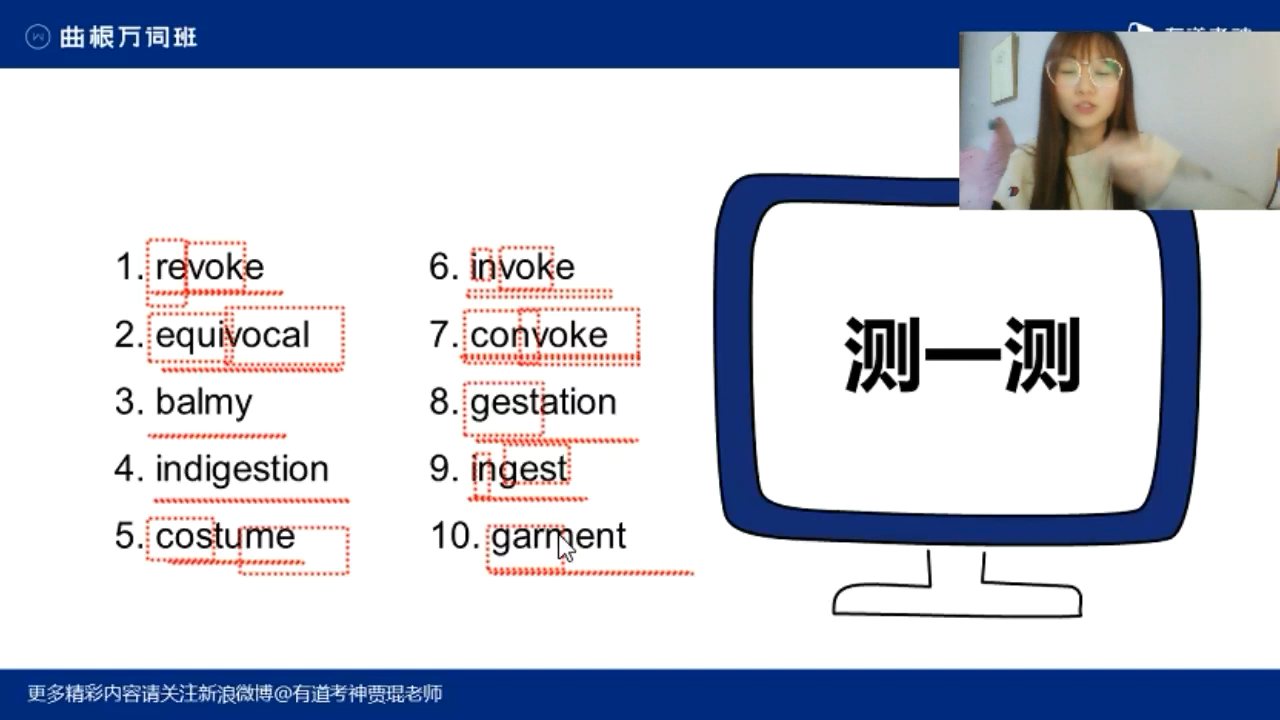 曲根万词班
1. revoke
2. equivocal
3. balmy
4. indigestion
5. costume
6. invoke
7. convoke
8. gestation
9. ingest
10. garment
测一测
更多精彩内容请关注新浪微博@有道考神贾琨老师